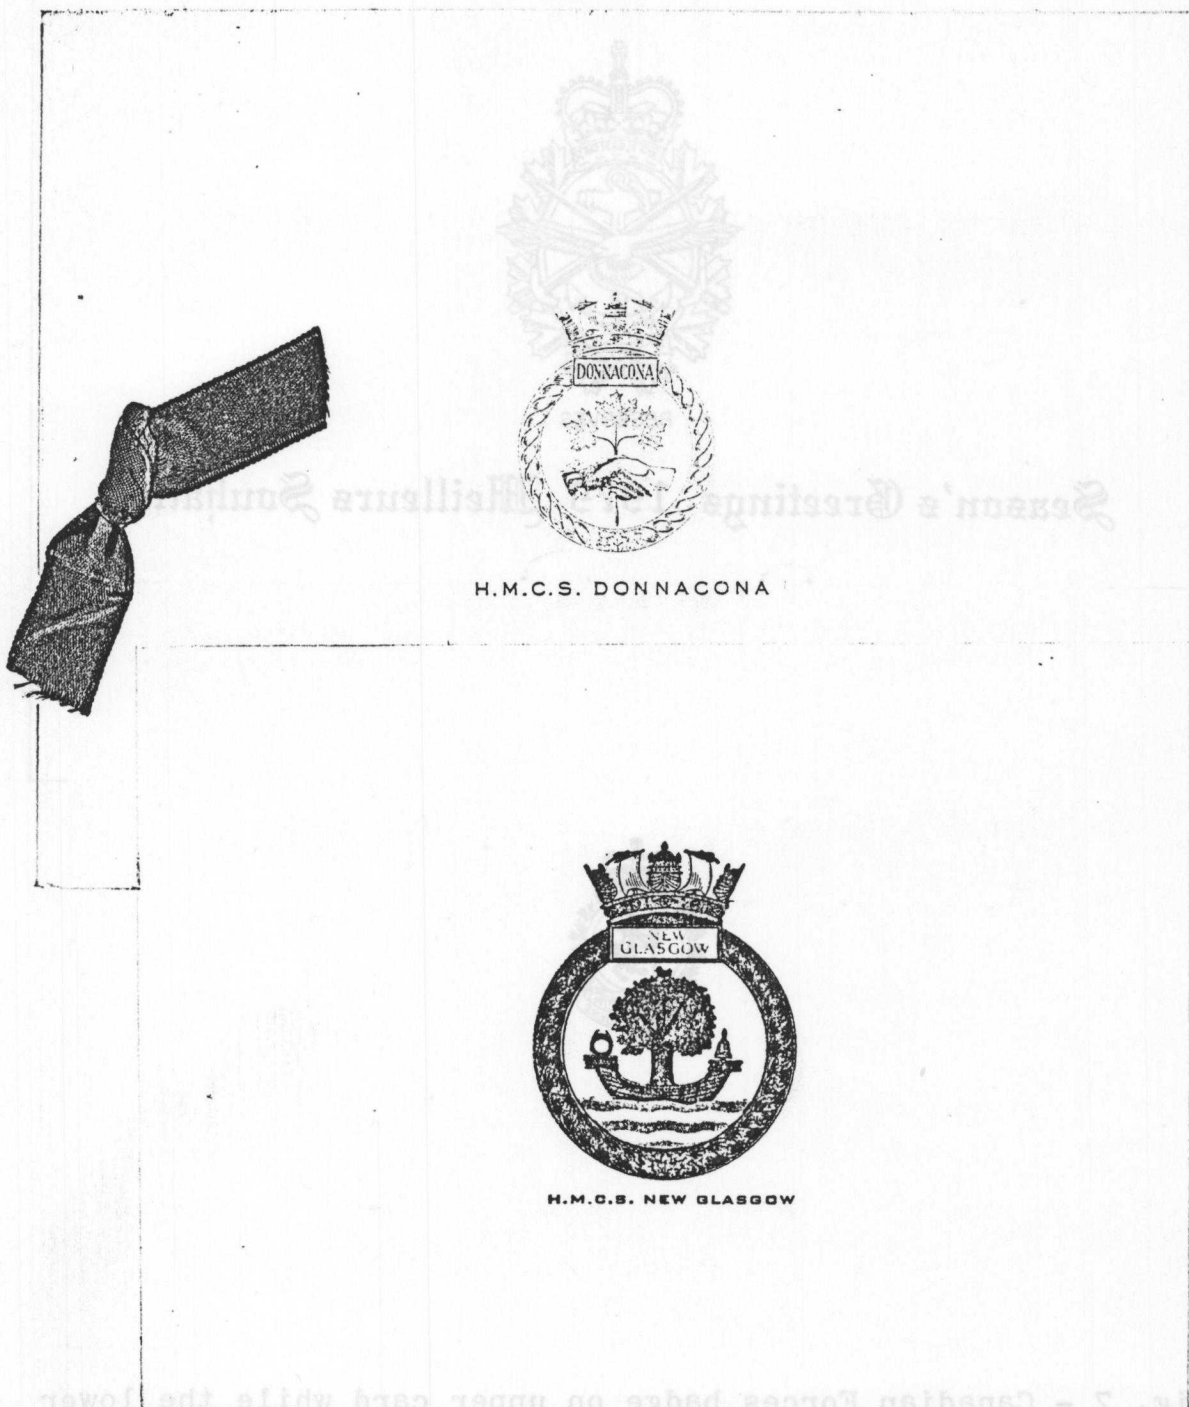 DONNACONA
Season's Greetings Meilleurs Souhaits
H.M.C.S. DONNACONA
NEW
GLASGOW
H.M.C.S. NEW GLASGOW
7 - Canadian Forces badge on upper card while the lower